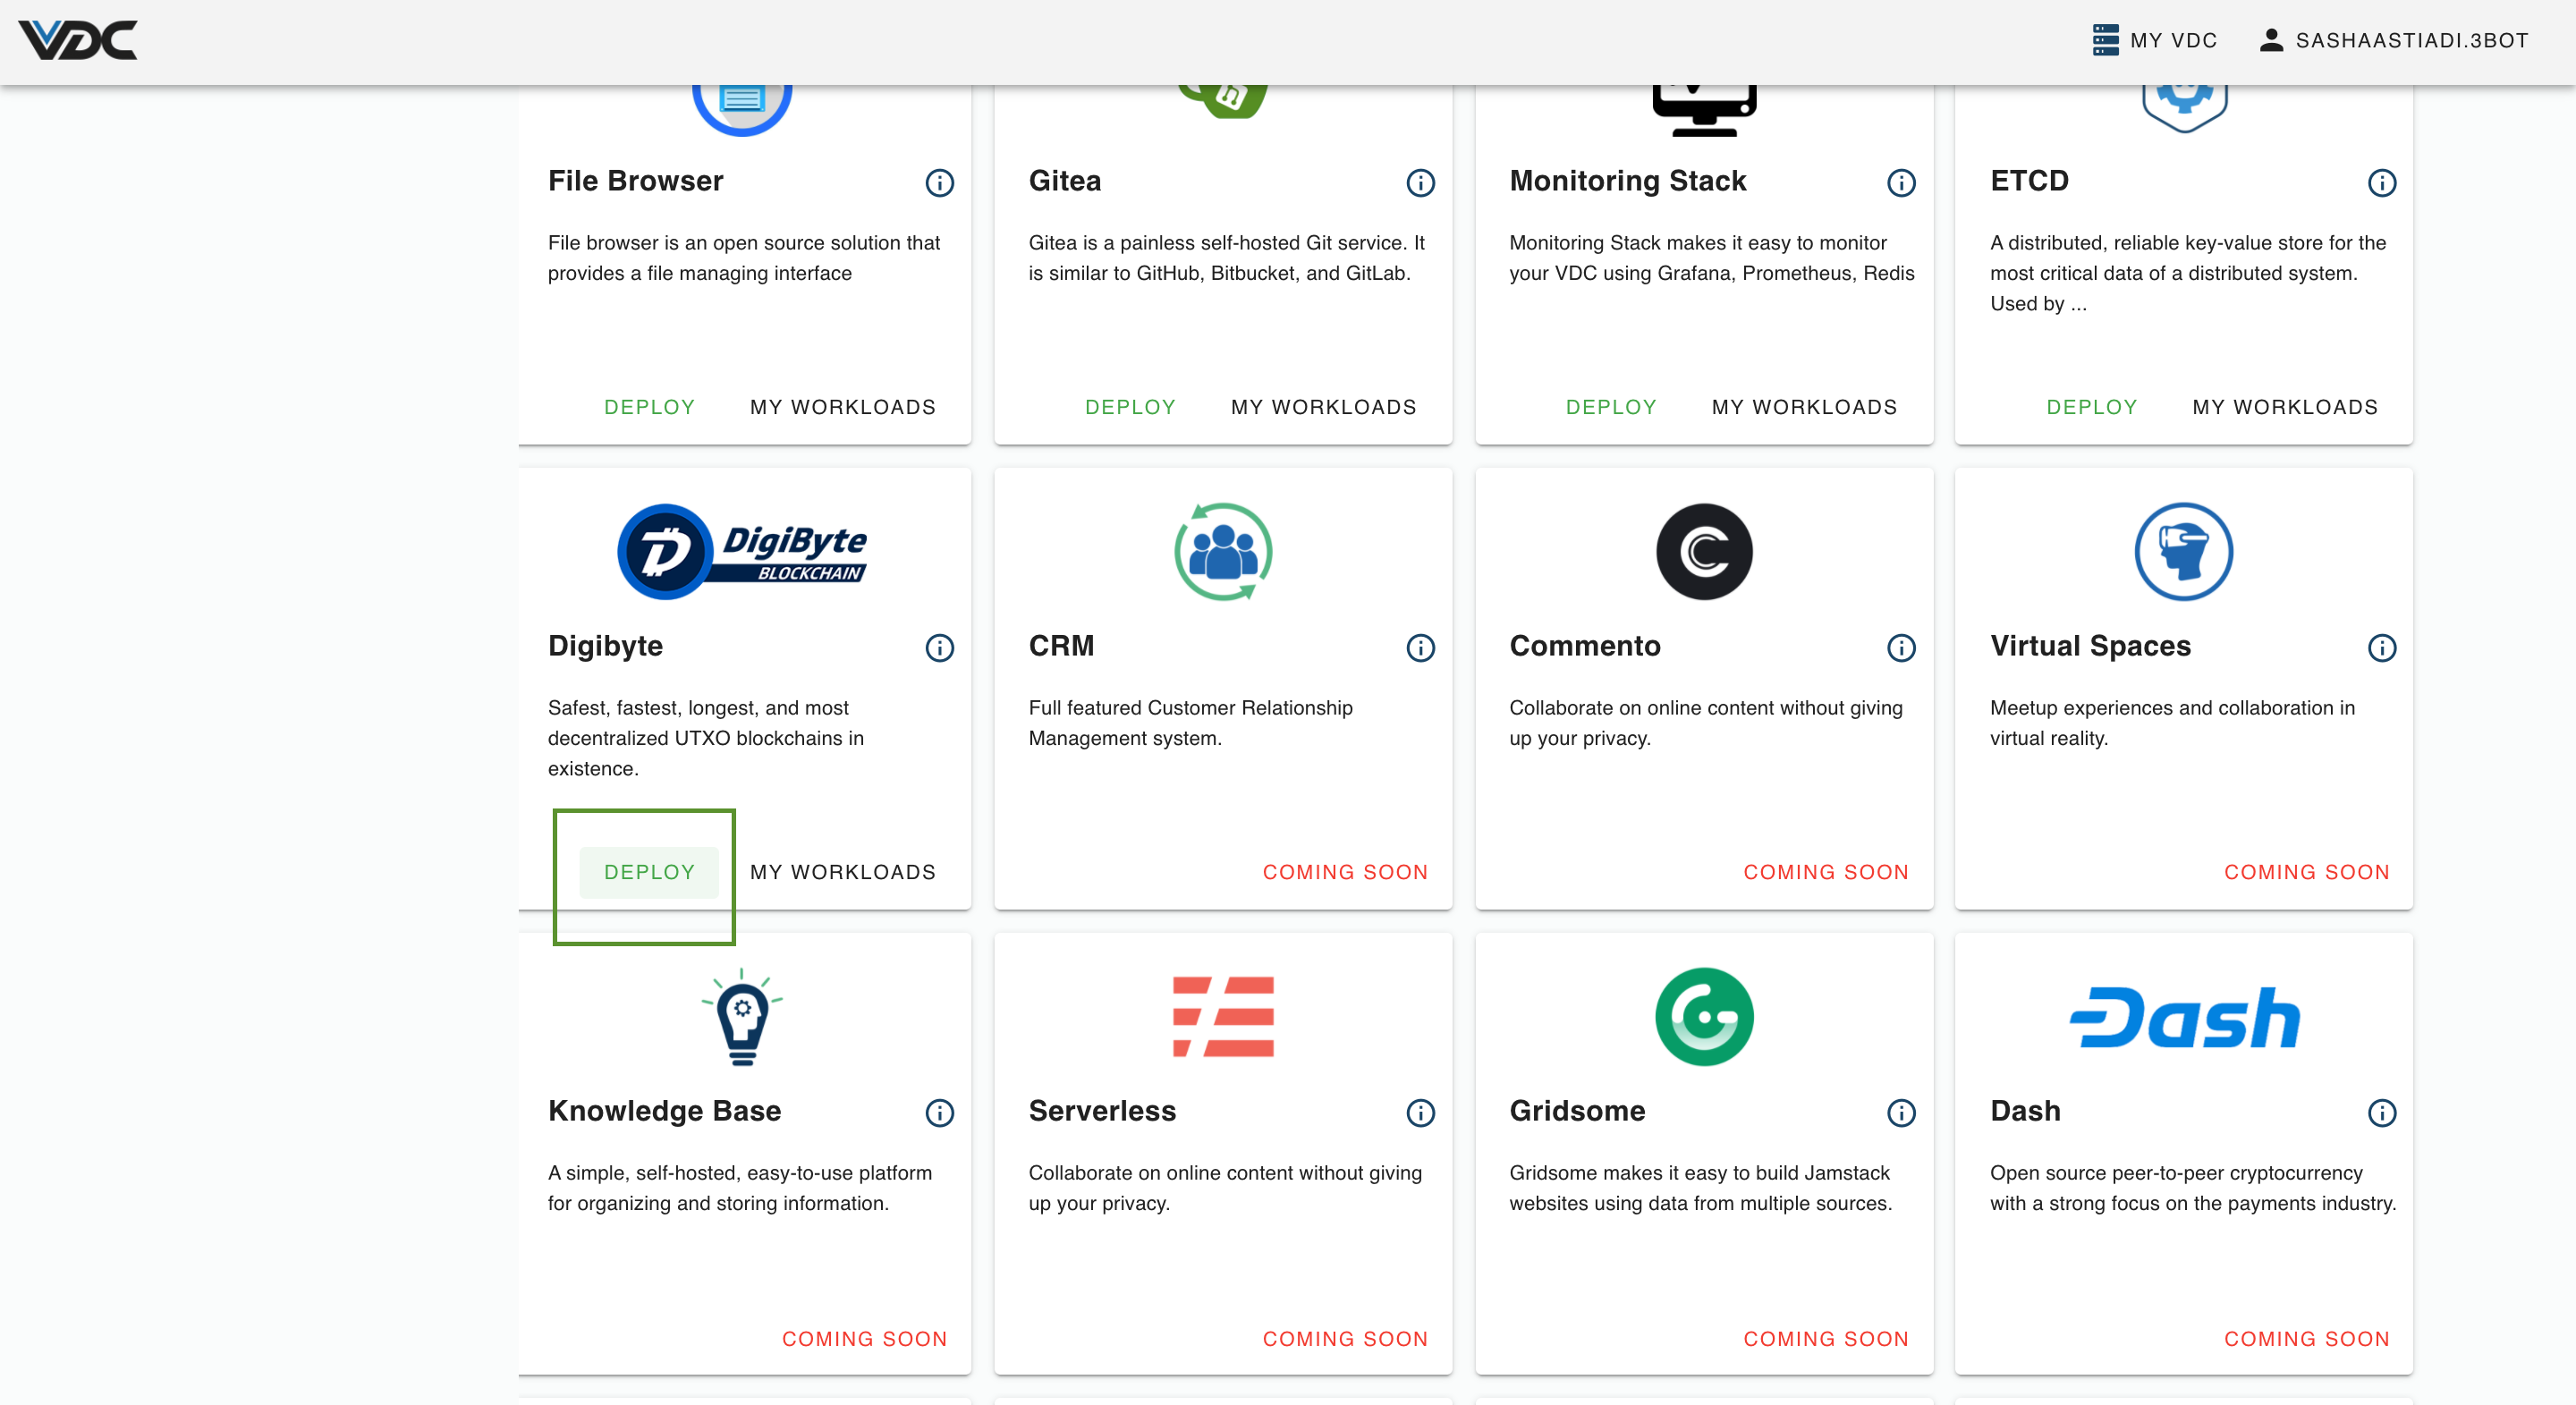 VDC
MY VDC
SASHAASTIADI.3BOT
File Browser
File browser is an open source solution that
provides a file managing interface
DEPLOY
MY WORKLOADS
Gitea
Gitea is a painless self-hosted Git service. It
is similar to GitHub, Bitbucket, and GitLab.
DEPLOY
MY WORKLOADS
Monitoring Stack
Monitoring Stack makes it easy to monitor
your VDC using Grafana, Prometheus, Redis
DEPLOY
MY WORKLOADS
ETCD
A distributed, reliable key-value store for the
most critical data of a distributed system.
Used by ...
DEPLOY
MY WORKLOADS
DigiByte
BLOCKCHAIN
Digibyte
Safest, fastest, longest, and most
decentralized UTXO blockchains in
existence.
DEPLOY
MY WORKLOADS
CRM
Full featured Customer Relationship
Management system.
COMING SOON
Commento
Collaborate on online content without giving
up your privacy.
COMING SOON
Virtual Spaces
Meetup experiences and collaboration in
virtual reality.
COMING SOON
Knowledge Base
A simple, self-hosted, easy-to-use platform
for organizing and storing information.
COMING SOON
Serverless
Collaborate on online content without giving
up your privacy.
COMING SOON
Gridsome
Gridsome makes it easy to build Jamstack
websites using data from multiple sources.
COMING SOON
Dash
Dash
Open source peer-to-peer cryptocurrency
with a strong focus on the payments industry.
COMING SOON